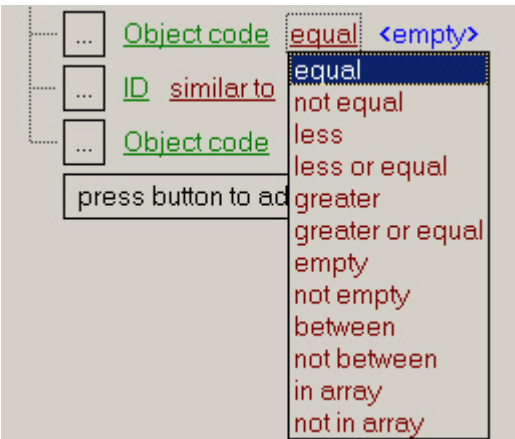 ... Object code equal <empty>
equal
... ID similar to
not equal
less
... Object code
less or equal
press button to ad
greater
greater or equal
empty
not empty
between
not between
in array
not in array